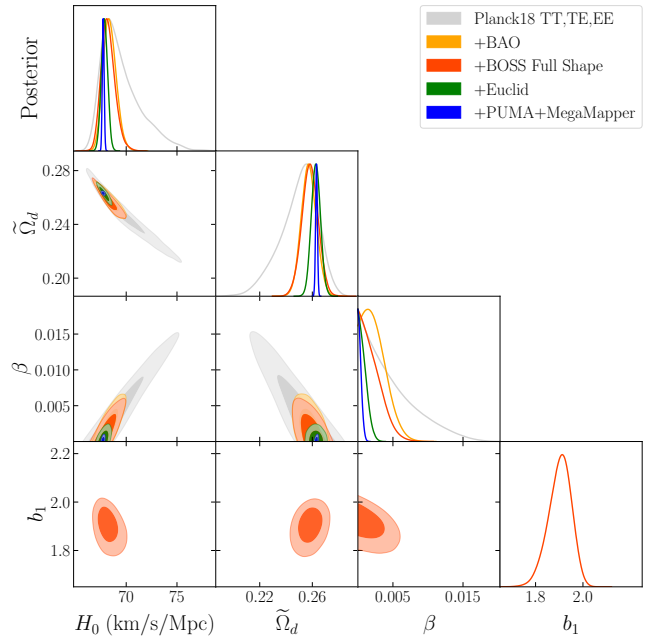 Planck18 TT,TE,EE
+BAO
+BOSS Full Shape
+Euclid
+PUMA+MegaMapper
Posterior
0.28
0.24
0.20
Ω̃_d
0.015
0.010
0.005
β
2.2
2.0
1.8
b₁
70 75
0.22 0.26
0.005 0.015
1.8 2.0
H₀ (km/s/Mpc)
Ω̃_d
β
b₁